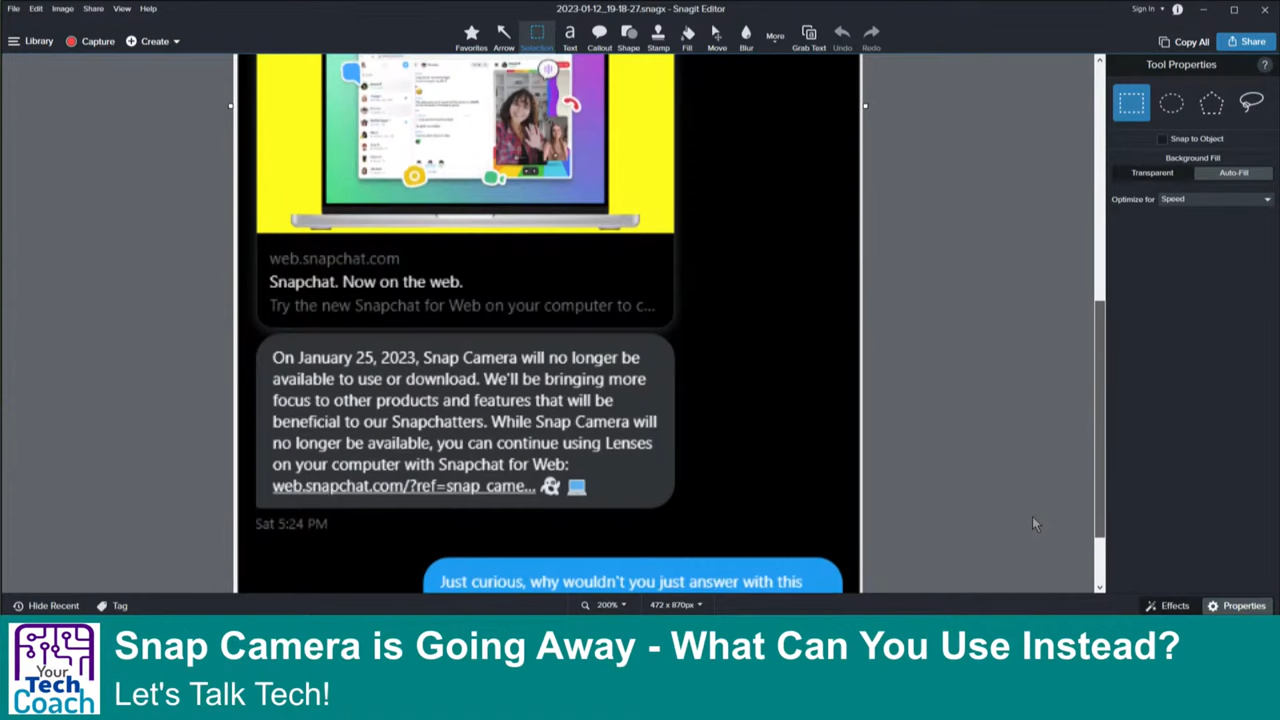 2023-01-12_19-18-27.snagx - Snagit Editor
File Edit Image Share View Help
Sign In
Library Capture Create
Favorites Arrow Selection Text Callout Shape Stamp Fill Move Blur More Grab Text Undo Redo
Copy All Share
Tool Properties
Snap to Object
Background Fill
Transparent Auto-Fill
Optimize for Speed
web.snapchat.com
Snapchat. Now on the web.
Try the new Snapchat for Web on your computer to c...
On January 25, 2023, Snap Camera will no longer be
available to use or download. We'll be bringing more
focus to other products and features that will be
beneficial to our Snapchatters. While Snap Camera will
no longer be available, you can continue using Lenses
on your computer with Snapchat for Web:
web.snapchat.com/?ref=snap_came...
Sat 5:24 PM
Just curious, why wouldn't you just answer with this
Hide Recent Tag
200% 472 x 870px
Effects Properties
Your
Tech
Coach
Snap Camera is Going Away - What Can You Use Instead?
Let's Talk Tech!